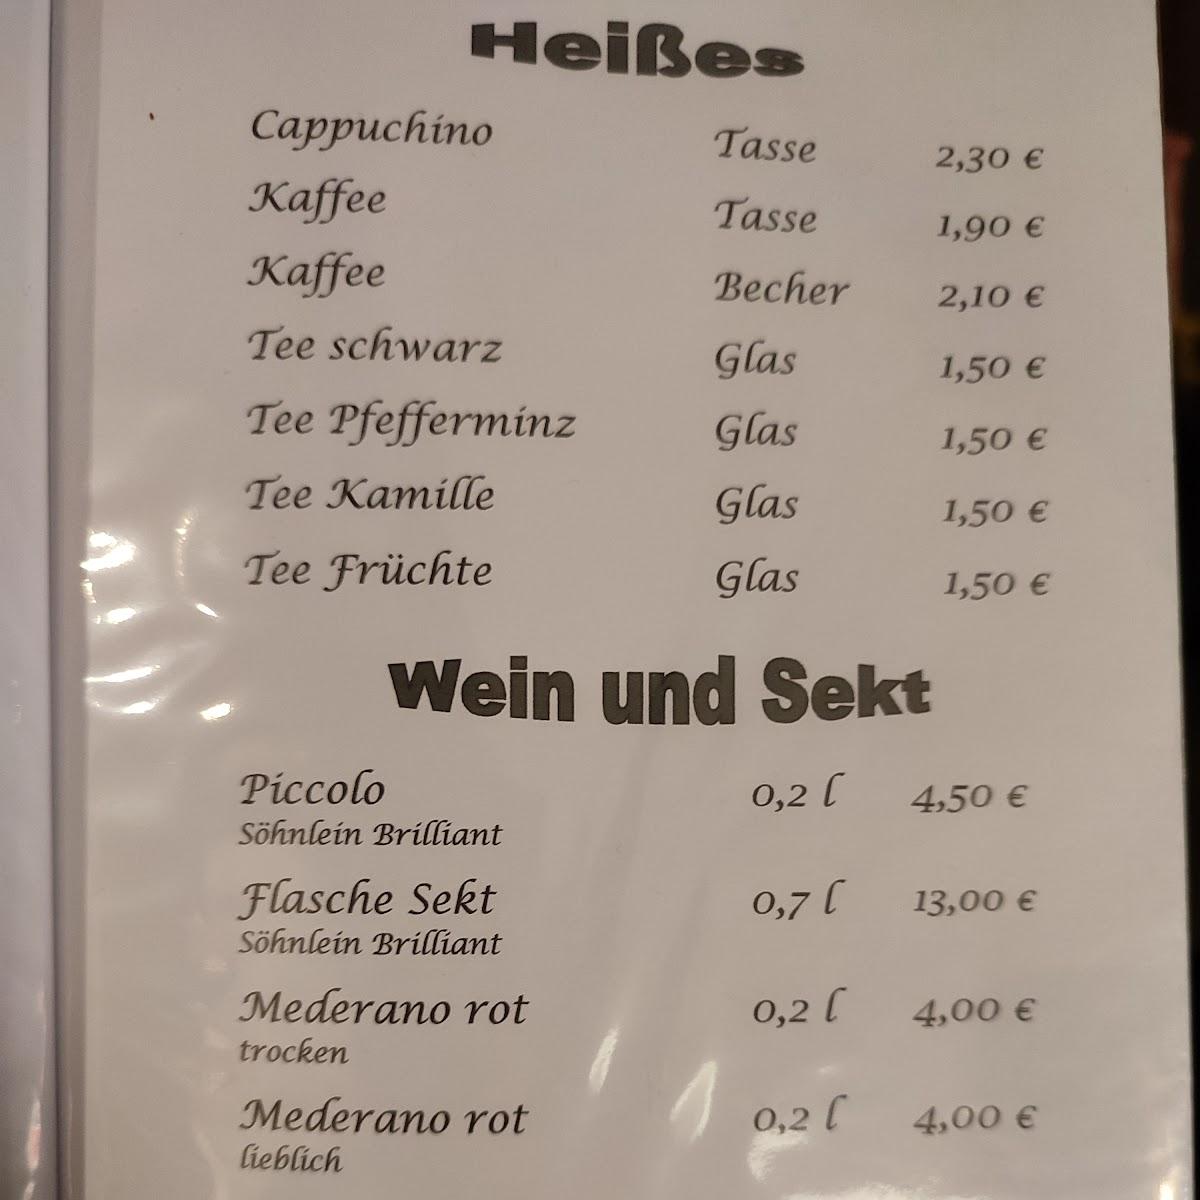 Heißes
Cappuchino Tasse 2,30 €
Kaffee Tasse 1,90 €
Kaffee Becher 2,10 €
Tee schwarz Glas 1,50 €
Tee Pfefferminz Glas 1,50 €
Tee Kamille Glas 1,50 €
Tee Früchte Glas 1,50 €
Wein und Sekt
Piccolo 0,2 l 4,50 €
Söhnlein Brilliant
Flasche Sekt 0,7 l 13,00 €
Söhnlein Brilliant
Mederano rot 0,2 l 4,00 €
trocken
Mederano rot 0,2 l 4,00 €
lieblich